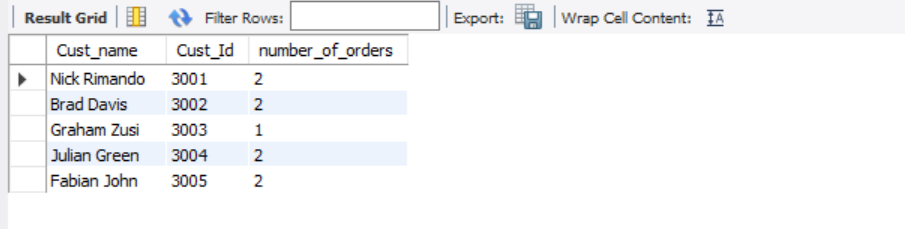 Result Grid Filter Rows: Export: Wrap Cell Content: IA
Cust_name Cust_Id number_of_orders
Nick Rimando 3001 2
Brad Davis 3002 2
Graham Zusi 3003 1
Julian Green 3004 2
Fabian John 3005 2